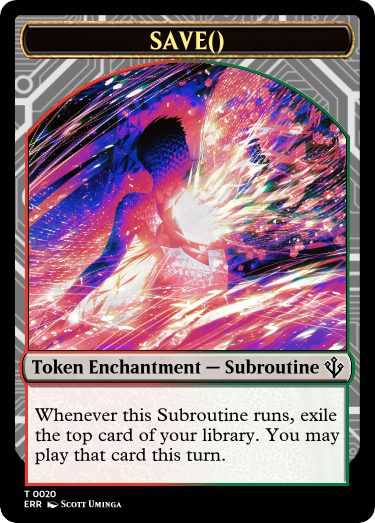 SAVE()
Token Enchantment — Subroutine
Whenever this Subroutine runs, exile
the top card of your library. You may
play that card this turn.
T 0020
ERR Scott Uminga